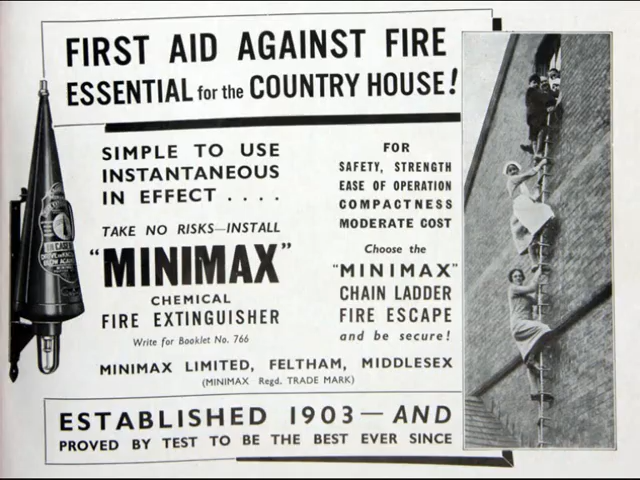 FIRST AID AGAINST FIRE
ESSENTIAL for the COUNTRY HOUSE!
SIMPLE TO USE
INSTANTANEOUS
IN EFFECT . . . .
TAKE NO RISKS—INSTALL
"MINIMAX"
CHEMICAL
FIRE EXTINGUISHER
Write for Booklet No. 766
FOR
SAFETY, STRENGTH
EASE OF OPERATION
COMPACTNESS
MODERATE COST
Choose the
"MINIMAX"
CHAIN LADDER
FIRE ESCAPE
and be secure!
MINIMAX LIMITED, FELTHAM, MIDDLESEX
(MINIMAX Regd. TRADE MARK)
ESTABLISHED 1903—AND
PROVED BY TEST TO BE THE BEST EVER SINCE